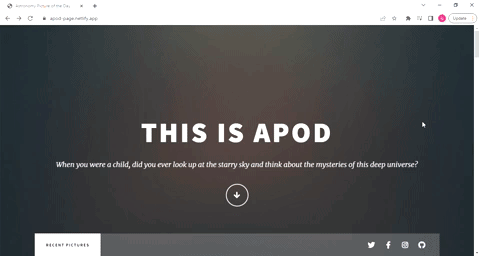 Astronomy Picture of the Day
apod-page.netlify.app
Update
THIS IS APOD
When you were a child, did you ever look up at the starry sky and think about the mysteries of this deep universe?
RECENT PICTURES